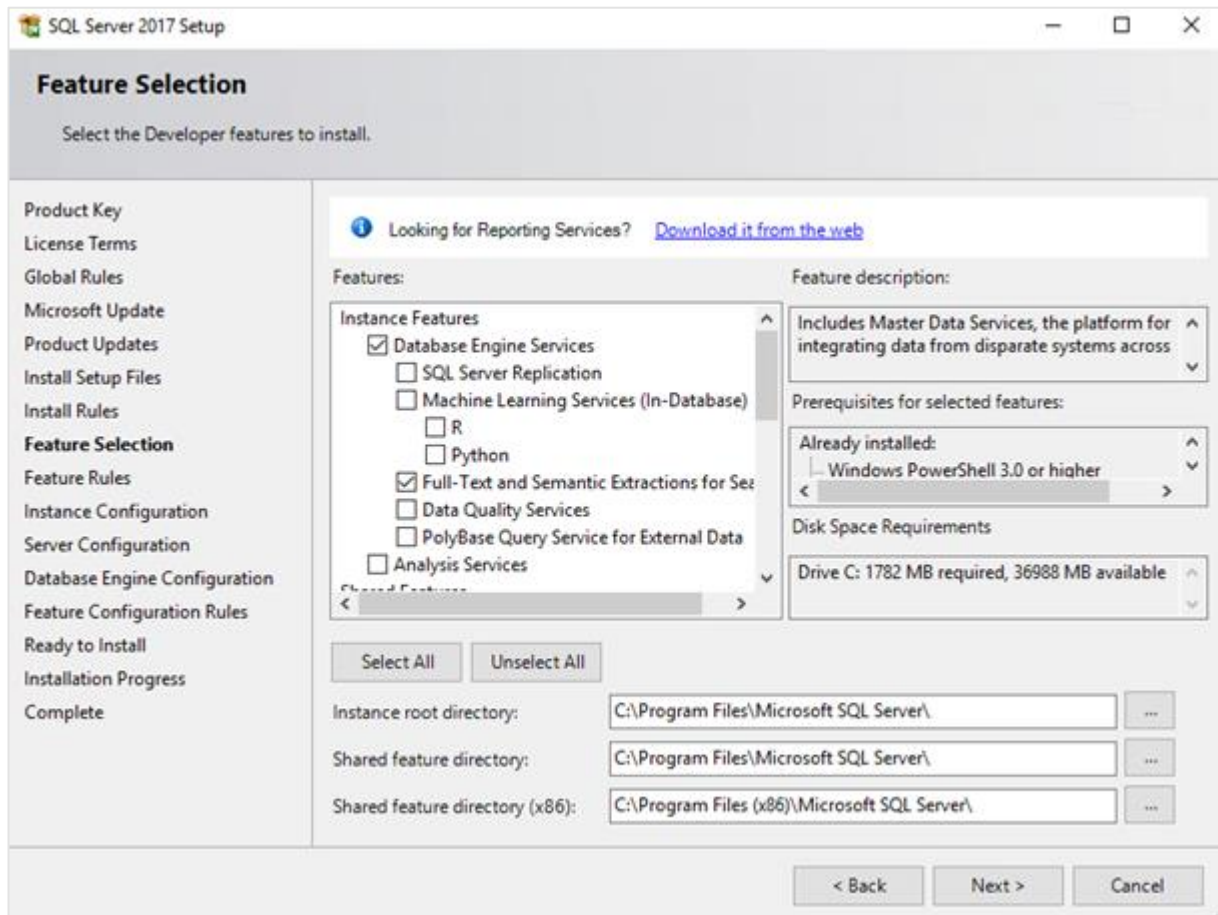 SQL Server 2017 Setup
Feature Selection
Select the Developer features to install.
Product Key
License Terms
Global Rules
Microsoft Update
Product Updates
Install Setup Files
Install Rules
Feature Selection
Feature Rules
Instance Configuration
Server Configuration
Database Engine Configuration
Feature Configuration Rules
Ready to Install
Installation Progress
Complete
Looking for Reporting Services? Download it from the web
Features:
Instance Features
Database Engine Services
SQL Server Replication
Machine Learning Services (In-Database)
R
Python
Full-Text and Semantic Extractions for Sea
Data Quality Services
PolyBase Query Service for External Data
Analysis Services
Shared Features
Feature description:
Includes Master Data Services, the platform for
integrating data from disparate systems across
Prerequisites for selected features:
Already installed:
Windows PowerShell 3.0 or higher
Disk Space Requirements
Drive C: 1782 MB required, 36988 MB available
Select All
Unselect All
Instance root directory: C:\Program Files\Microsoft SQL Server\ ...
Shared feature directory: C:\Program Files\Microsoft SQL Server\ ...
Shared feature directory (x86): C:\Program Files (x86)\Microsoft SQL Server\ ...
< Back
Next >
Cancel